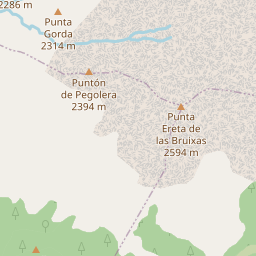 2286 m
Punta
Gorda
2314 m
Puntón
de Pegolera
2394 m
Punta
Ereta de
las Bruixas
2594 m